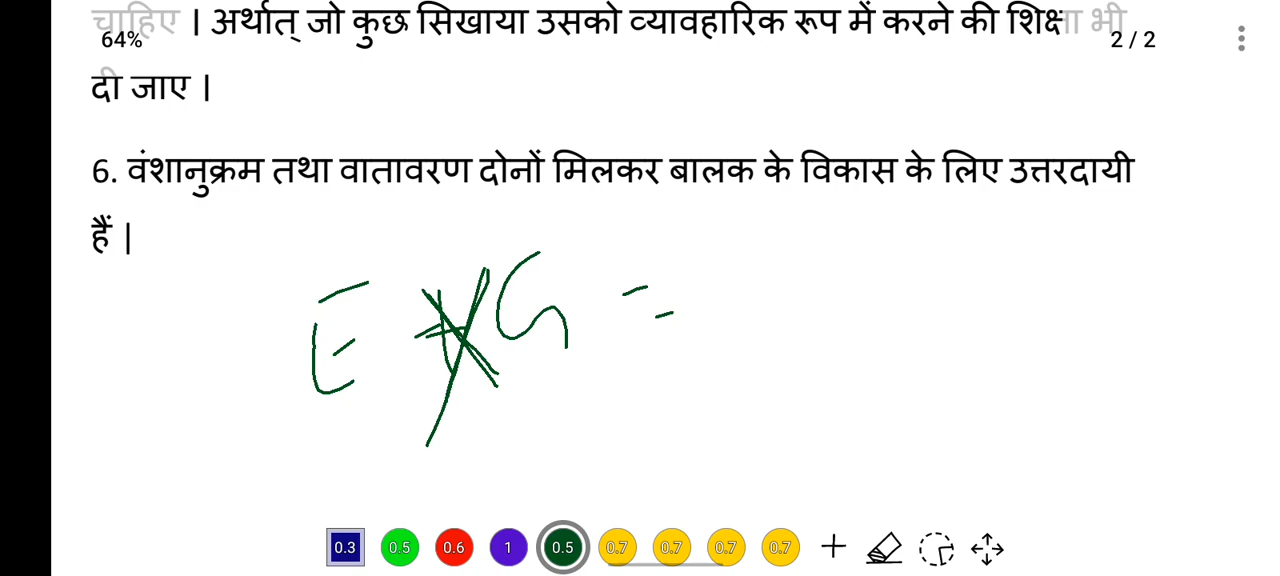 चाहिए । अर्थात् जो कुछ सिखाया उसको व्यावहारिक रूप में करने की शिक्षा भी
64%
2 / 2
दी जाए ।
6. वंशानुक्रम तथा वातावरण दोनों मिलकर बालक के विकास के लिए उत्तरदायी
हैं |
E G =
0.3 0.5 0.6 1 0.5 0.7 0.7 0.7 0.7